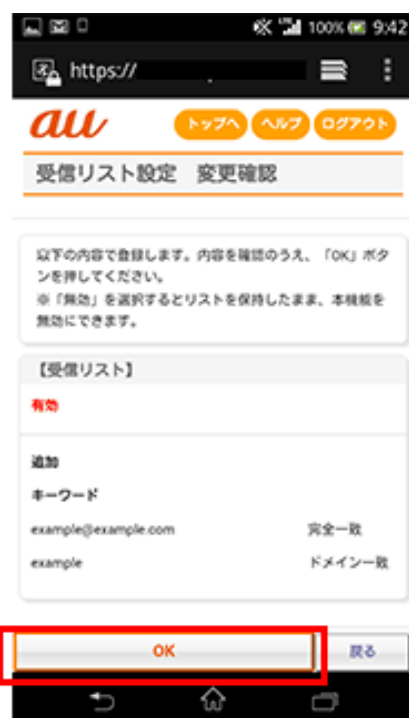 LTE 100% 9:42
https://
au
トップへ ヘルプ ログアウト
受信リスト設定 変更確認
以下の内容で登録します。内容を確認のうえ、「OK」ボタ
ンを押してください。
※「無効」を選択するとリストを保持したまま、本機能を
無効にできます。
【受信リスト】
有効
追加
キーワード
example@example.com 完全一致
example ドメイン一致
OK 戻る